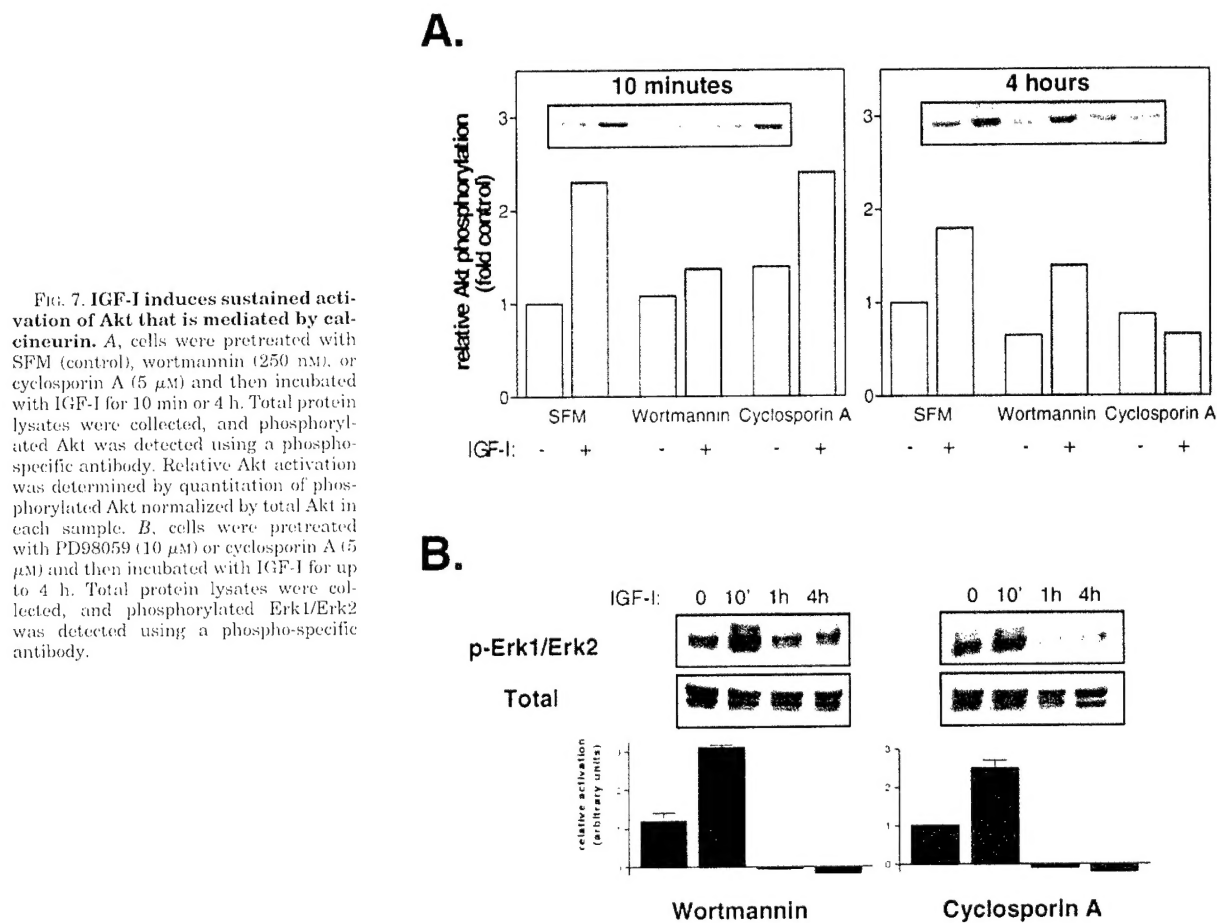 A.
10 minutes
4 hours
relative Akt phosphorylation
(fold control)
3
2
1
0
3
2
1
0
SFM
Wortmannin
Cyclosporin A
SFM
Wortmannin
Cyclosporin A
IGF-I: - + - + - + - + - + - +
FIG. 7. IGF-I induces sustained acti-
vation of Akt that is mediated by cal-
cineurin. A, cells were pretreated with
SFM (control), wortmannin (250 nM), or
cyclosporin A (5 μM) and then incubated
with IGF-I for 10 min or 4 h. Total protein
lysates were collected, and phosphoryl-
ated Akt was detected using a phospho-
specific antibody. Relative Akt activation
was determined by quantitation of phos-
phorylated Akt normalized by total Akt in
each sample. B, cells were pretreated
with PD98059 (10 μM) or cyclosporin A (5
μM) and then incubated with IGF-I for up
to 4 h. Total protein lysates were col-
lected, and phosphorylated Erk1/Erk2
was detected using a phospho-specific
antibody.
B.
IGF-I: 0 10' 1h 4h
0 10' 1h 4h
p-Erk1/Erk2
Total
relative activation
(arbitrary units)
3
2
1
0
Wortmannin
Cyclosporin A